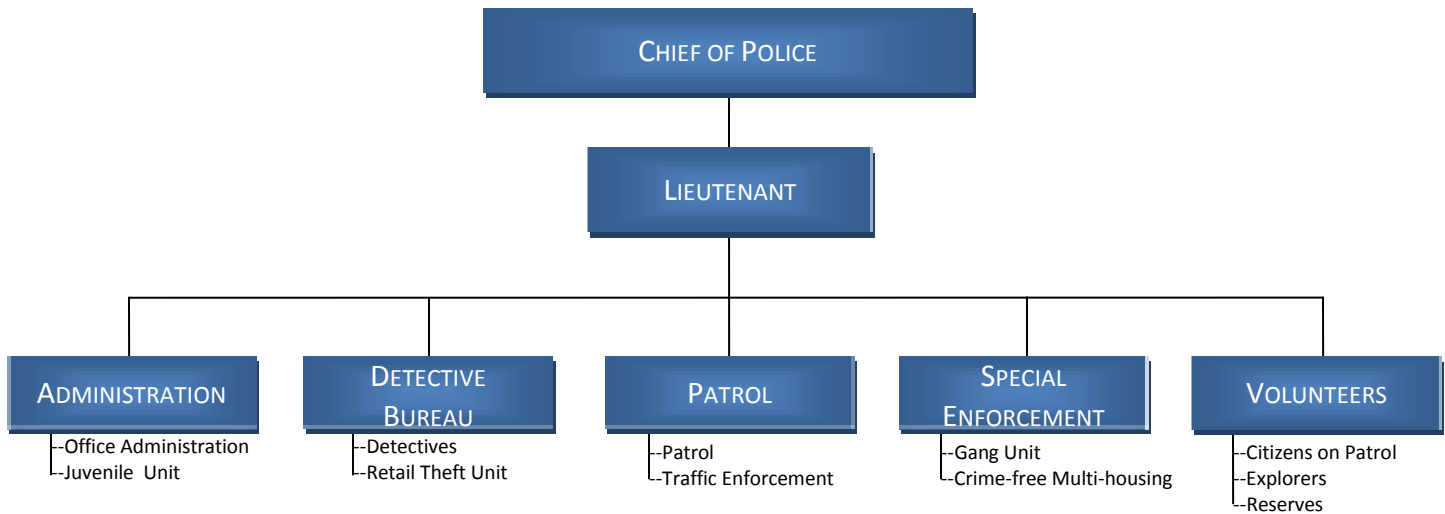 CHIEF OF POLICE
LIEUTENANT
ADMINISTRATION
--Office Administration
--Juvenile Unit
DETECTIVE
BUREAU
--Detectives
--Retail Theft Unit
PATROL
--Patrol
--Traffic Enforcement
SPECIAL
ENFORCEMENT
--Gang Unit
--Crime-free Multi-housing
VOLUNTEERS
--Citizens on Patrol
--Explorers
--Reserves